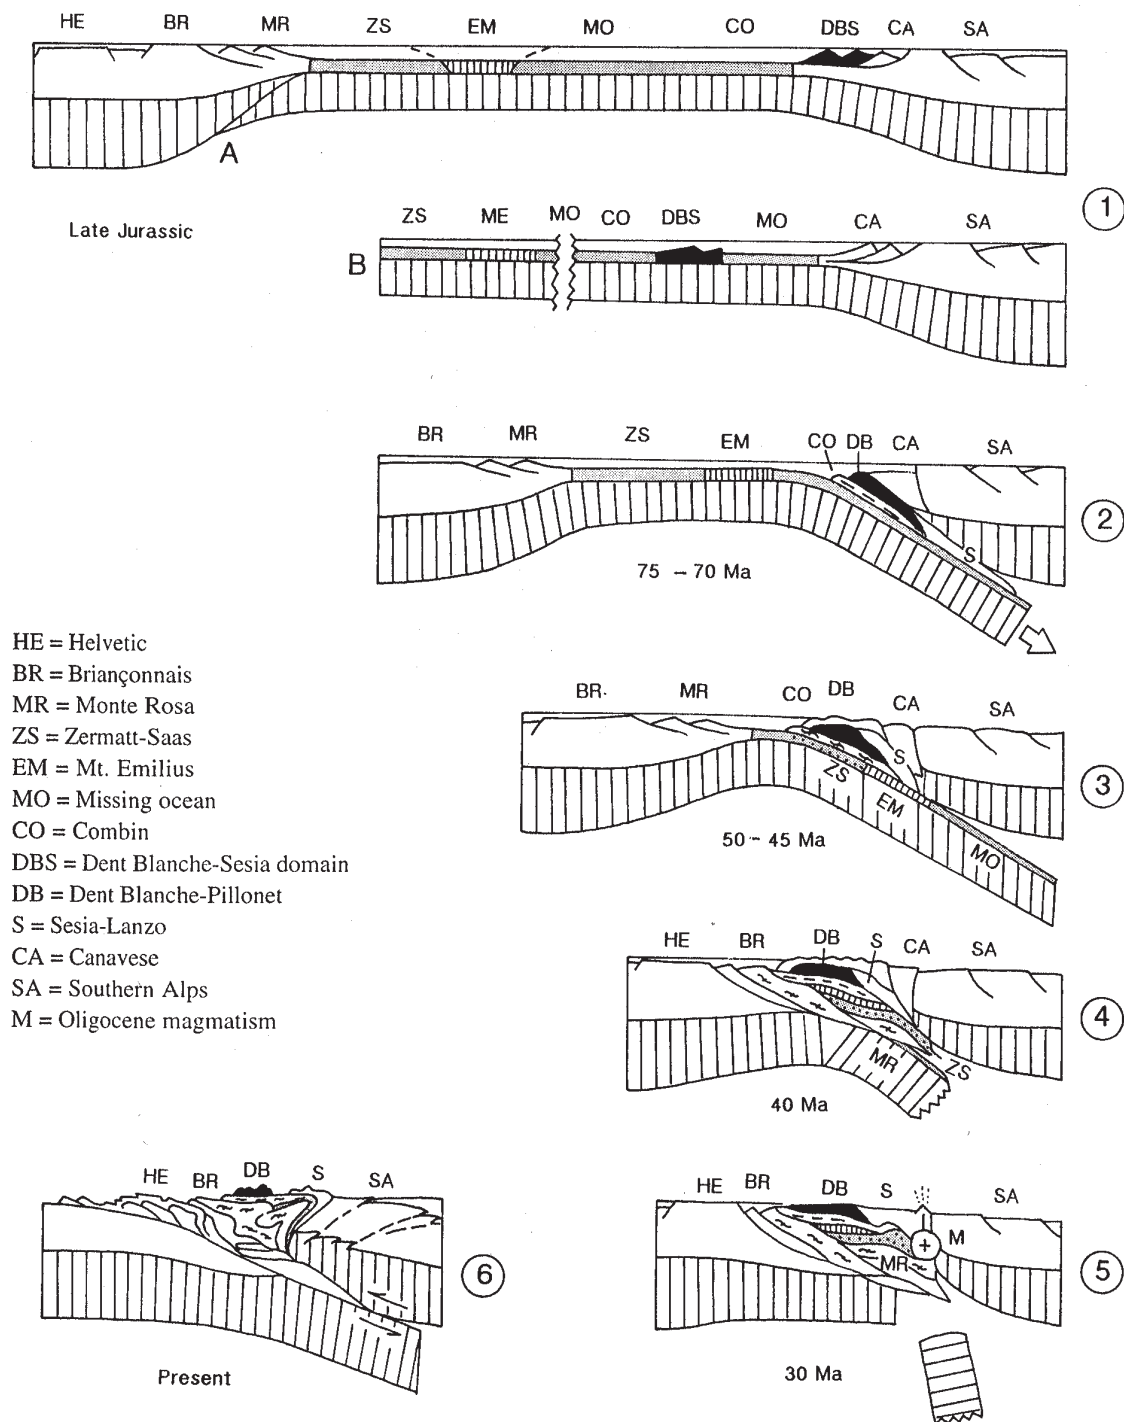 HE BR MR ZS EM MO CO DBS CA SA
A
1
Late Jurassic
ZS ME MO CO DBS MO CA SA
B
BR MR ZS EM CO DB CA SA
S
2
75 – 70 Ma
HE = Helvetic
BR = Briançonnais
MR = Monte Rosa
ZS = Zermatt-Saas
EM = Mt. Emilius
MO = Missing ocean
CO = Combin
DBS = Dent Blanche-Sesia domain
DB = Dent Blanche-Pillonet
S = Sesia-Lanzo
CA = Canavese
SA = Southern Alps
M = Oligocene magmatism
BR MR CO DB CA SA
S
ZS
EM
MO
3
50 – 45 Ma
HE BR DB S CA SA
MR
ZS
4
40 Ma
HE BR DB S SA
6
Present
HE BR DB S SA
M
MR
5
30 Ma